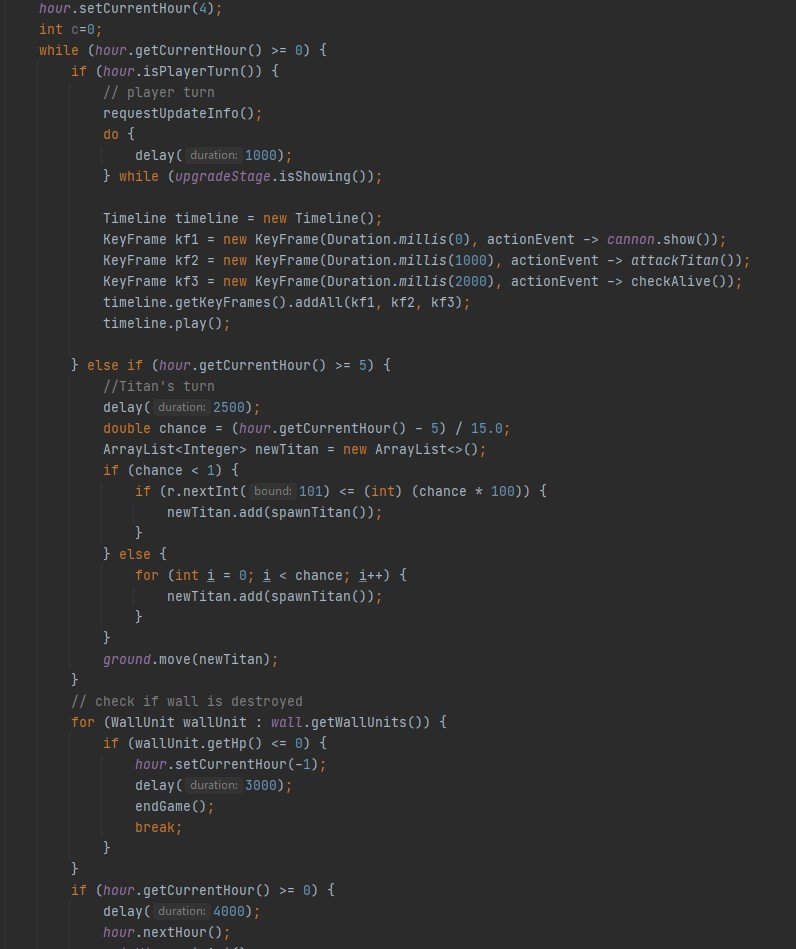 hour.setCurrentHour(4);
int c=0;
while (hour.getCurrentHour() >= 0) {
if (hour.isPlayerTurn()) {
// player turn
requestUpdateInfo();
do {
delay( duration: 1000);
} while (upgradeStage.isShowing());
Timeline timeline = new Timeline();
KeyFrame kf1 = new KeyFrame(Duration.millis(0), actionEvent -> cannon.show());
KeyFrame kf2 = new KeyFrame(Duration.millis(1000), actionEvent -> attackTitan());
KeyFrame kf3 = new KeyFrame(Duration.millis(2000), actionEvent -> checkAlive());
timeline.getKeyFrames().addAll(kf1, kf2, kf3);
timeline.play();
} else if (hour.getCurrentHour() >= 5) {
//Titan's turn
delay( duration: 2500);
double chance = (hour.getCurrentHour() - 5) / 15.0;
ArrayList<Integer> newTitan = new ArrayList<>();
if (chance < 1) {
if (r.nextInt( bound: 101) <= (int) (chance * 100)) {
newTitan.add(spawnTitan());
}
} else {
for (int i = 0; i < chance; i++) {
newTitan.add(spawnTitan());
}
}
ground.move(newTitan);
}
// check if wall is destroyed
for (WallUnit wallUnit : wall.getWallUnits()) {
if (wallUnit.getHp() <= 0) {
hour.setCurrentHour(-1);
delay( duration: 3000);
endGame();
break;
}
}
if (hour.getCurrentHour() >= 0) {
delay( duration: 4000);
hour.nextHour();